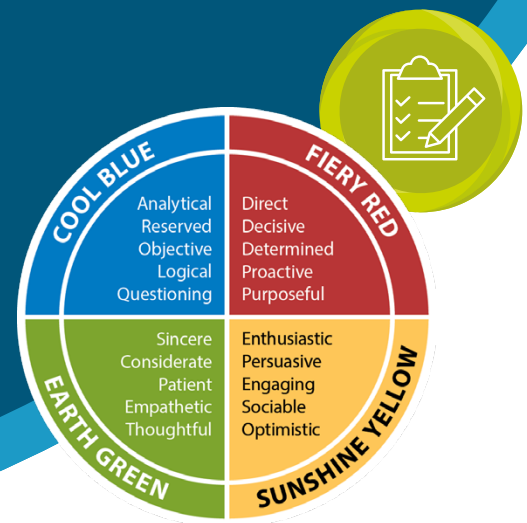 COOL BLUE
Analytical
Reserved
Objective
Logical
Questioning
FIERY RED
Direct
Decisive
Determined
Proactive
Purposeful
EARTH GREEN
Sincere
Considerate
Patient
Empathetic
Thoughtful
SUNSHINE YELLOW
Enthusiastic
Persuasive
Engaging
Sociable
Optimistic